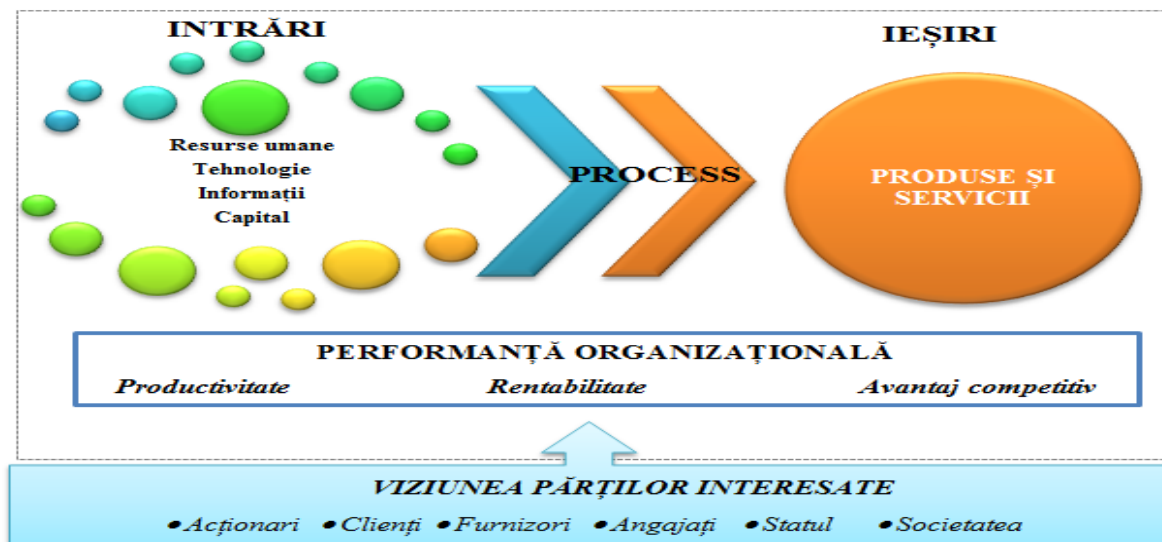 INTRĂRI
IEȘIRI
Resurse umane
Tehnologie
Informații
Capital
PROCESS
PRODUSE ȘI
SERVICII
PERFORMANȚĂ ORGANIZAȚIONALĂ
Productivitate Rentabilitate Avantaj competitiv
VIZIUNEA PĂRȚILOR INTERESATE
●Acționari ●Clienți ●Furnizori ●Angajați ●Statul ●Societatea